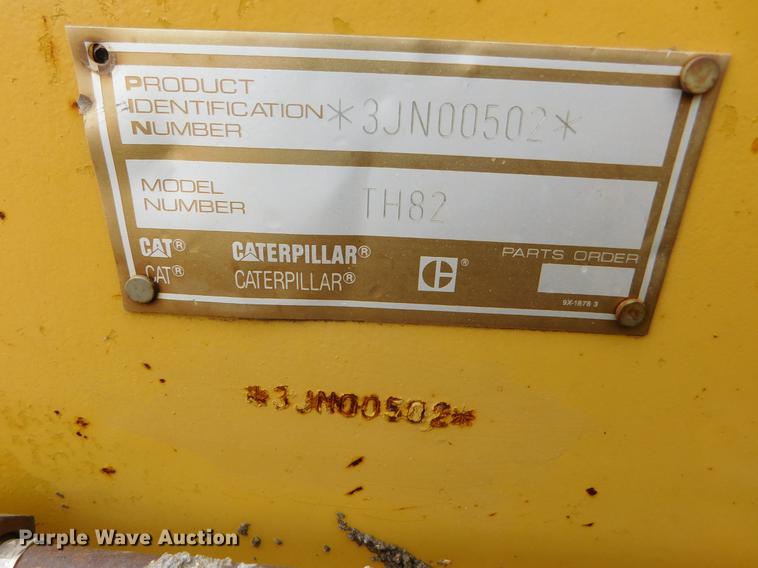 PRODUCT
IDENTIFICATION
NUMBER
*3JN00502*
MODEL
NUMBER
TH82
CAT® CATERPILLAR®
CAT® CATERPILLAR®
®
PARTS ORDER
9X-1878 3
*3JN00502*
Purple Wave Auction